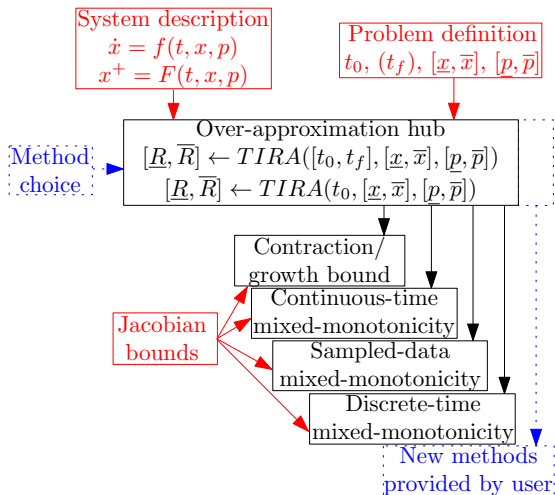 System description
ẋ = f(t, x, p)
x⁺ = F(t, x, p)
Problem definition
t₀, (t_f), [x̲, x̅], [p̲, p̅]
Over-approximation hub
[R̲, R̅] ← TIRA([t₀, t_f], [x̲, x̅], [p̲, p̅])
[R̲, R̅] ← TIRA(t₀, [x̲, x̅], [p̲, p̅])
Method
choice
Contraction/
growth bound
Continuous-time
mixed-monotonicity
Jacobian
bounds
Sampled-data
mixed-monotonicity
Discrete-time
mixed-monotonicity
New methods
provided by user